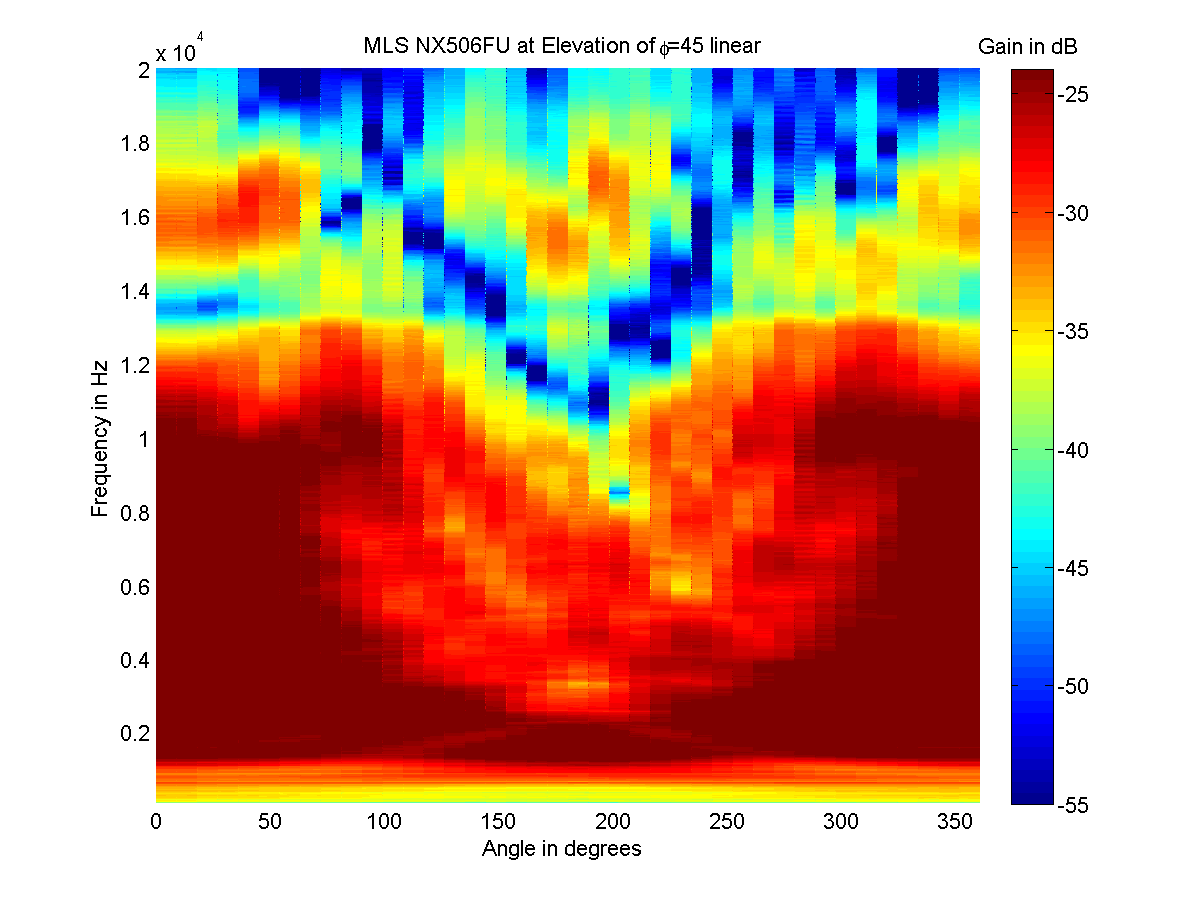 x 10^4
MLS NX506FU at Elevation of ϕ=45 linear
Gain in dB
2
1.8
1.6
1.4
1.2
1
0.8
0.6
0.4
0.2
Frequency in Hz
0 50 100 150 200 250 300 350
Angle in degrees
-25
-30
-35
-40
-45
-50
-55